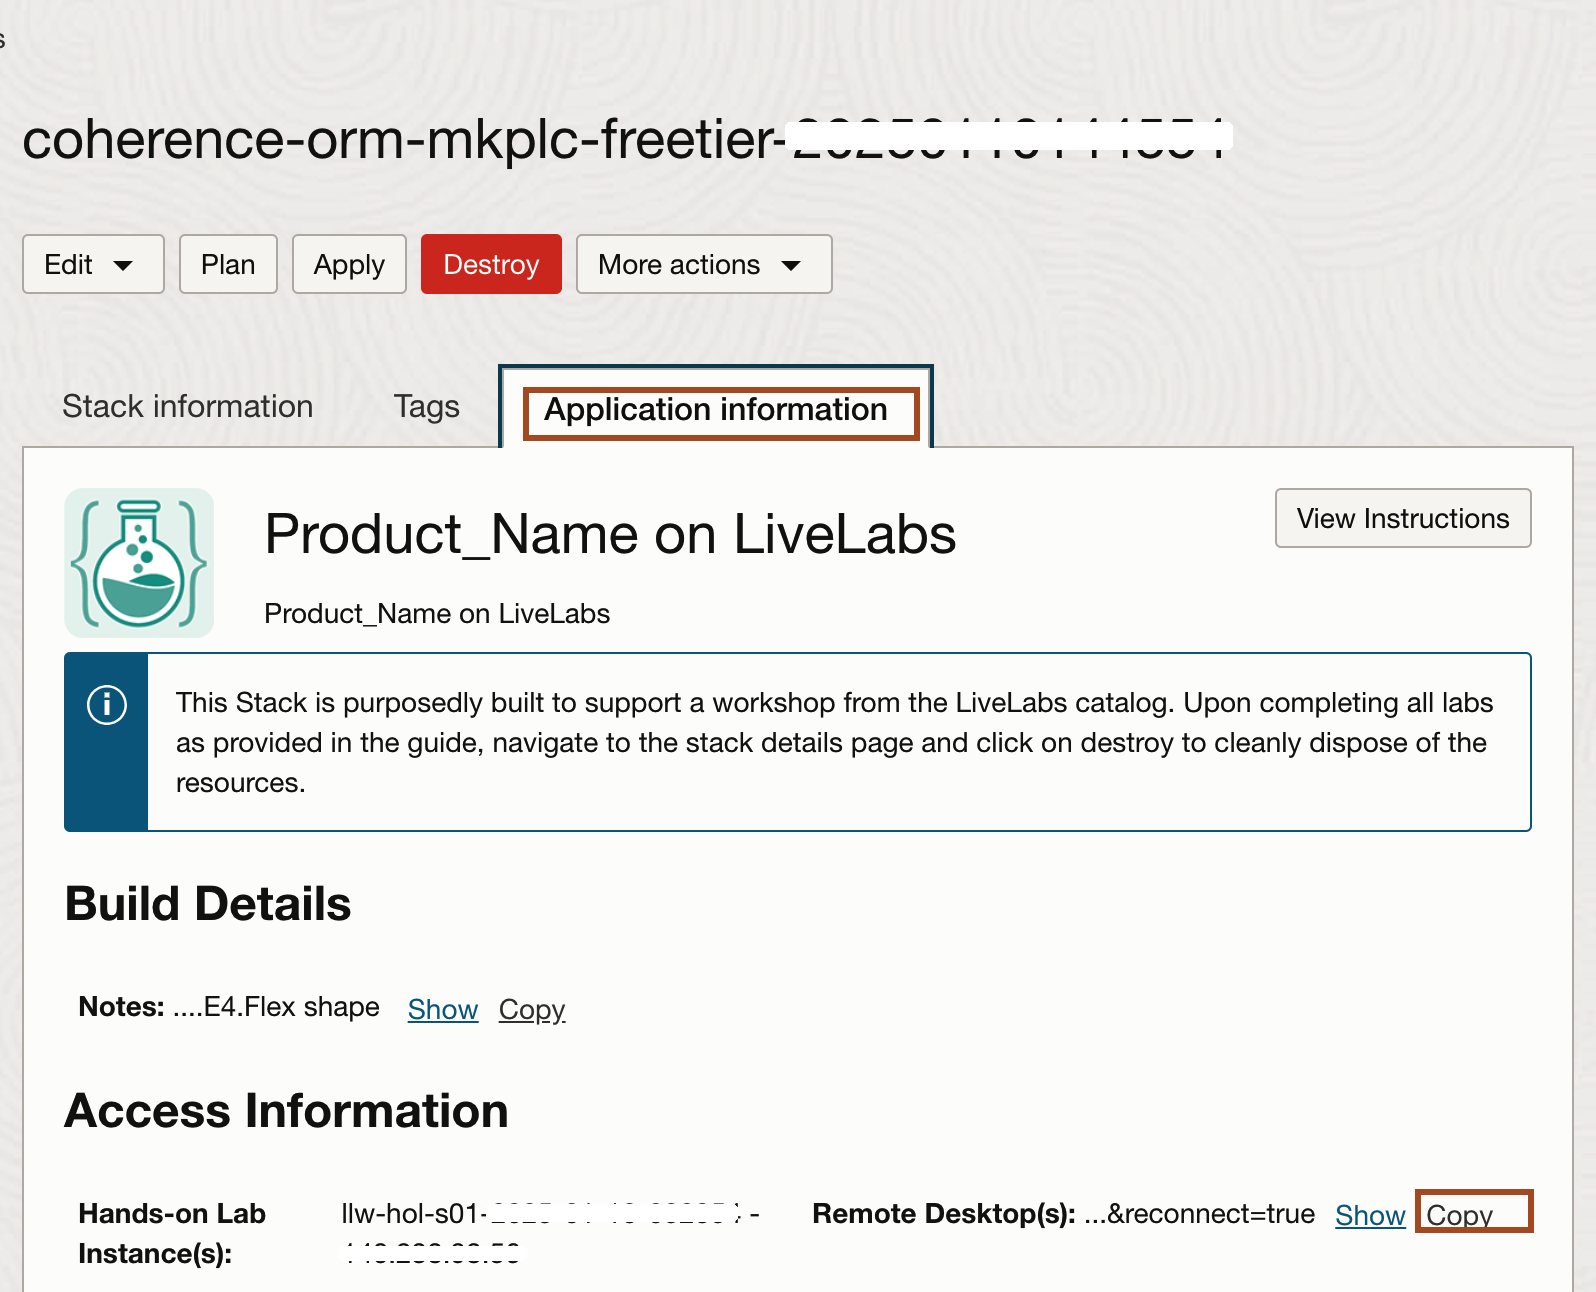 s
coherence-orm-mkplc-freetier-
Edit Plan Apply Destroy More actions
Stack information Tags Application information
Product_Name on LiveLabs View Instructions
Product_Name on LiveLabs
This Stack is purposedly built to support a workshop from the LiveLabs catalog. Upon completing all labs
as provided in the guide, navigate to the stack details page and click on destroy to cleanly dispose of the
resources.
Build Details
Notes: ....E4.Flex shape Show Copy
Access Information
Hands-on Lab llw-hol-s01- - Remote Desktop(s): ...&reconnect=true Show Copy
Instance(s):